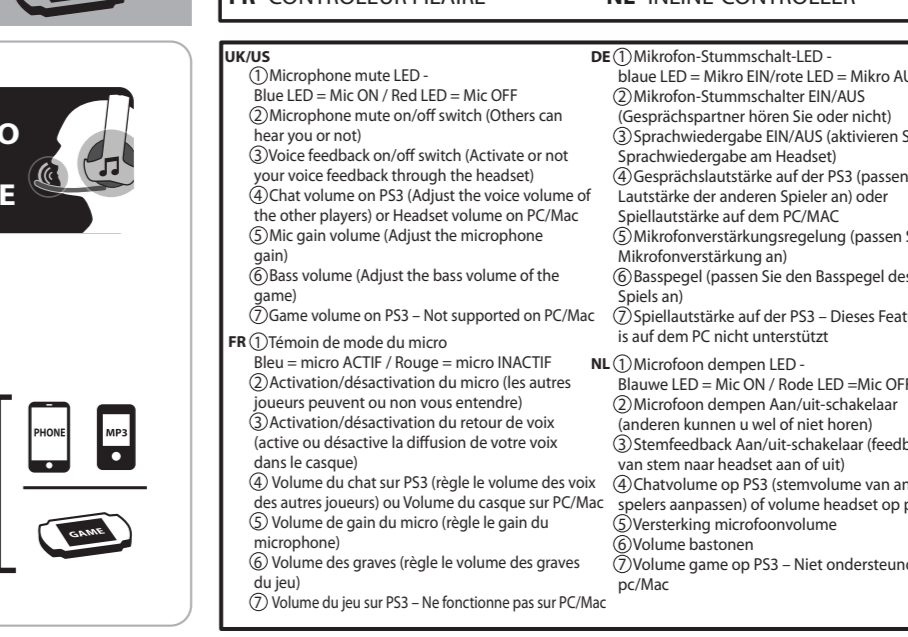 FR FILAIRE
NL INLINE CONTROLLER
O
E
PHONE
MP3
GAME
UK/US
①Microphone mute LED -
Blue LED = Mic ON / Red LED = Mic OFF
②Microphone mute on/off switch (Others can
hear you or not)
③Voice feedback on/off switch (Activate or not
your voice feedback through the headset)
④Chat volume on PS3 (Adjust the voice volume of
the other players) or Headset volume on PC/Mac
⑤Mic gain volume (Adjust the microphone
gain)
⑥Bass volume (Adjust the bass volume of the
game)
⑦Game volume on PS3 – Not supported on PC/Mac
FR ①Témoin de mode du micro
Bleu = micro ACTIF / Rouge = micro INACTIF
②Activation/désactivation du micro (les autres
joueurs peuvent ou non vous entendre)
③Activation/désactivation du retour de voix
(active ou désactive la diffusion de votre voix
dans le casque)
④ Volume du chat sur PS3 (règle le volume des voix
des autres joueurs) ou Volume du casque sur PC/Mac
⑤ Volume de gain du micro (règle le gain du
microphone)
⑥ Volume des graves (règle le volume des graves
du jeu)
⑦ Volume du jeu sur PS3 – Ne fonctionne pas sur PC/Mac
DE ①Mikrofon-Stummschalt-LED -
blaue LED = Mikro EIN/rote LED = Mikro AU
②Mikrofon-Stummschalter EIN/AUS
(Gesprächspartner hören Sie oder nicht)
③Sprachwiedergabe EIN/AUS (aktivieren S
Sprachwiedergabe am Headset)
④Gesprächslautstärke auf der PS3 (passen
Lautstärke der anderen Spieler an) oder
Spiellautstärke auf dem PC/MAC
⑤Mikrofonverstärkungsregelung (passen S
Mikrofonverstärkung an)
⑥Basspegel (passen Sie den Basspegel des
Spiels an)
⑦Spiellautstärke auf der PS3 – Dieses Feat
is auf dem PC nicht unterstützt
NL ①Microfoon dempen LED -
Blauwe LED = Mic ON / Rode LED =Mic OFF
②Microfoon dempen Aan/uit-schakelaar
(anderen kunnen u wel of niet horen)
③Stemfeedback Aan/uit-schakelaar (feedb
van stem naar headset aan of uit)
④Chatvolume op PS3 (stemvolume van an
spelers aanpassen) of volume headset op p
⑤Versterking microfoonvolume
⑥Volume bastonen
⑦Volume game op PS3 – Niet ondersteund
pc/Mac